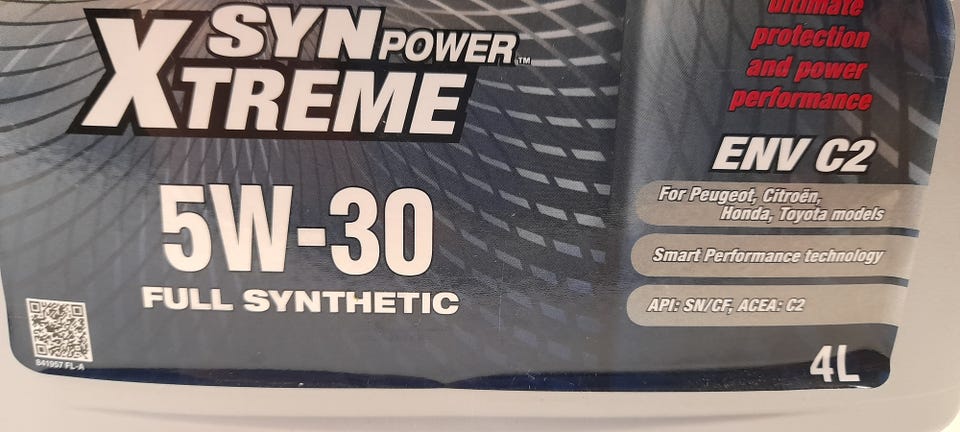 SYN POWER™
XTREME
5W-30
FULL SYNTHETIC
841957 FL-A
ultimate
protection
and power
performance
ENV C2
For Peugeot, Citroën,
Honda, Toyota models
Smart Performance technology
API: SN/CF, ACEA: C2
4L